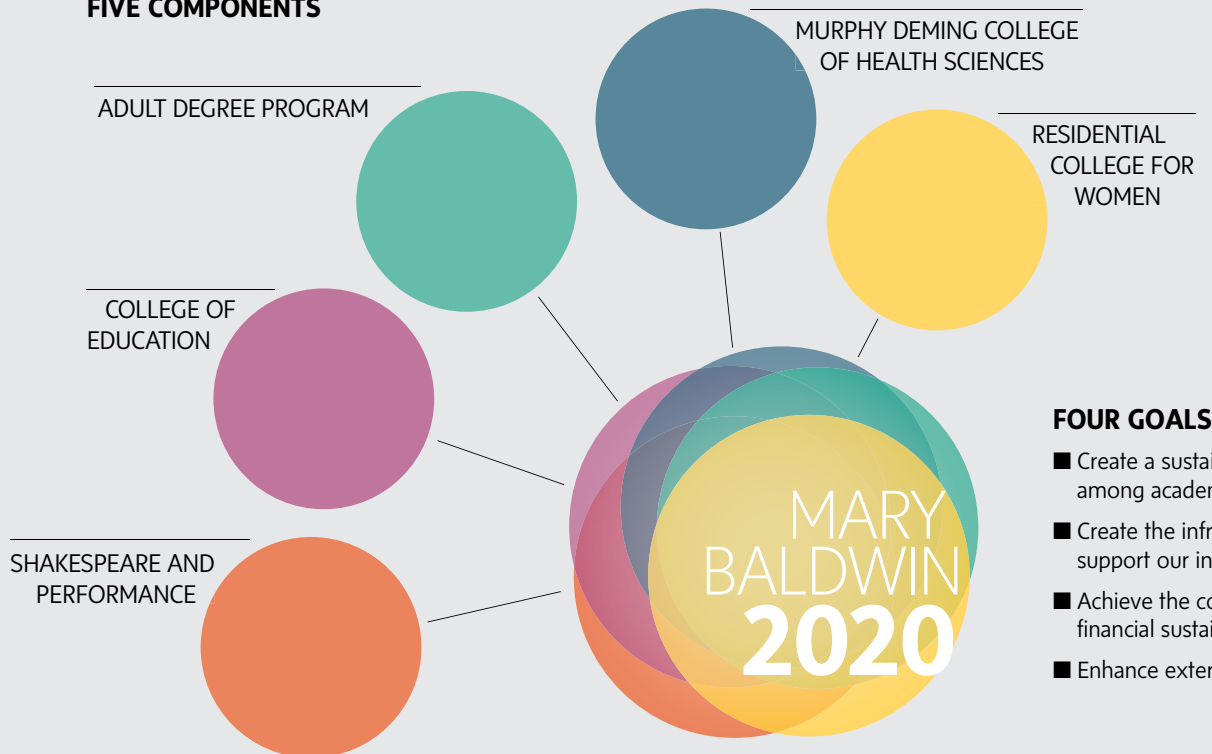 FIVE COMPONENTS
MURPHY DEMING COLLEGE
OF HEALTH SCIENCES
ADULT DEGREE PROGRAM
RESIDENTIAL
COLLEGE FOR
WOMEN
COLLEGE OF
EDUCATION
SHAKESPEARE AND
PERFORMANCE
MARY
BALDWIN
2020
FOUR GOALS
■ Create a
among
■ Create the
support our
■ Achieve the
financial
■ Enhance